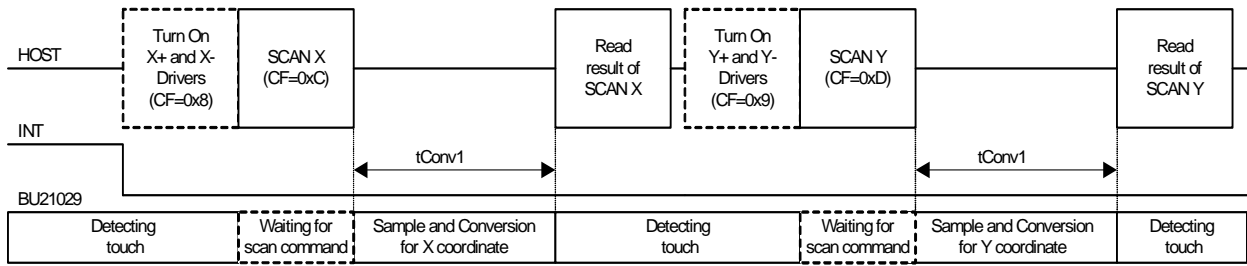 HOST
Turn On
X+ and X-
Drivers
(CF=0x8)
SCAN X
(CF=0xC)
Read
result of
SCAN X
Turn On
Y+ and Y-
Drivers
(CF=0x9)
SCAN Y
(CF=0xD)
Read
result of
SCAN Y
INT
tConv1
tConv1
BU21029
Detecting
touch
Waiting for
scan command
Sample and Conversion
for X coordinate
Detecting
touch
Waiting for
scan command
Sample and Conversion
for Y coordinate
Detecting
touch